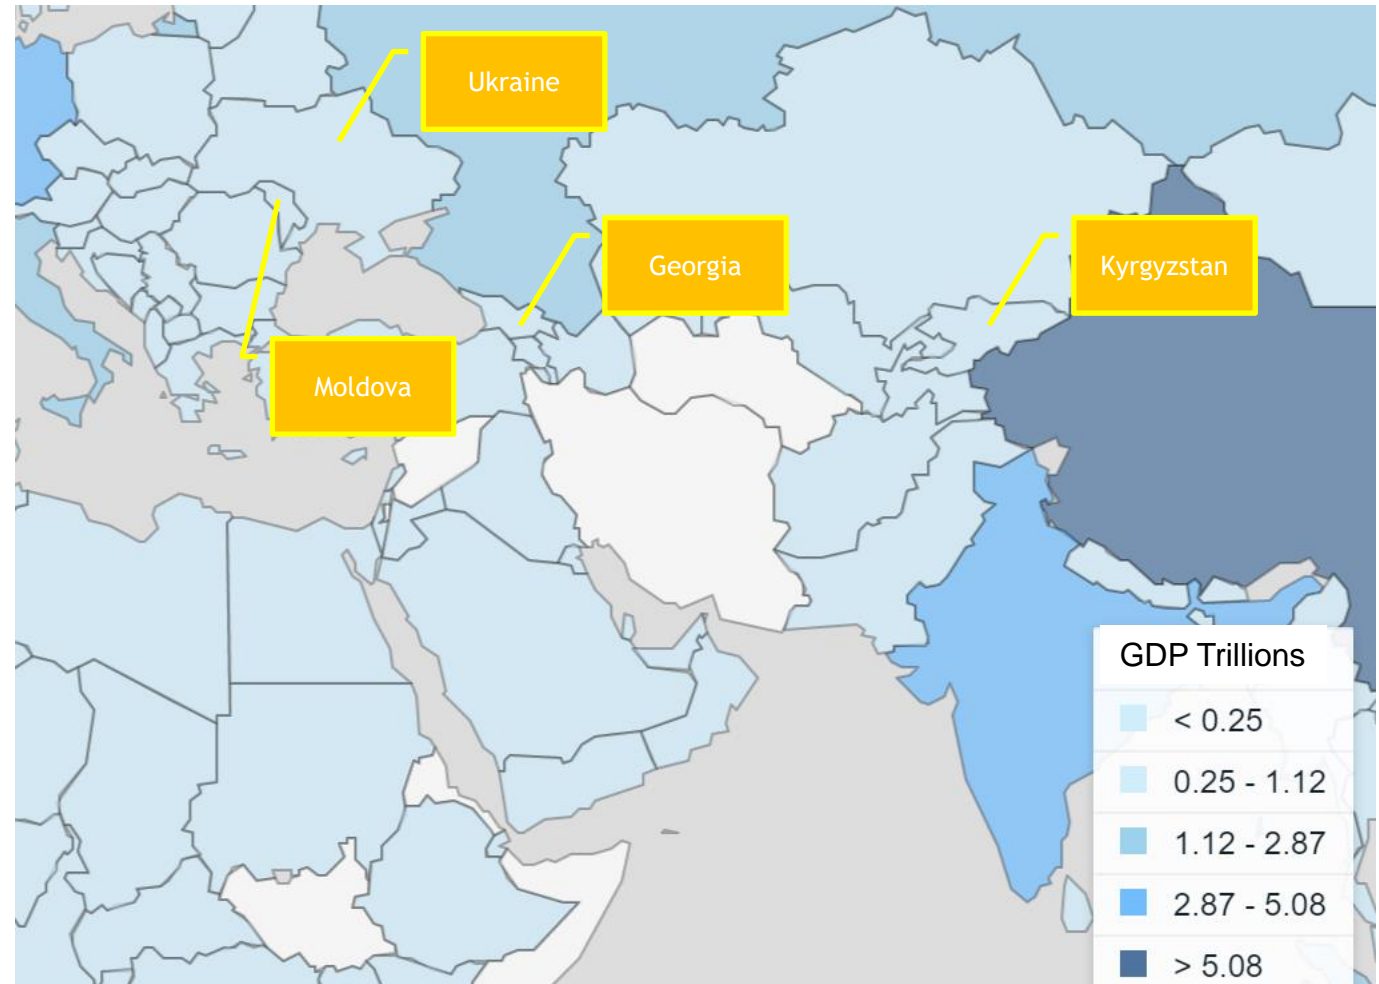 Ukraine
Georgia
Kyrgyzstan
Moldova
GDP Trillions
< 0.25
0.25 - 1.12
1.12 - 2.87
2.87 - 5.08
> 5.08